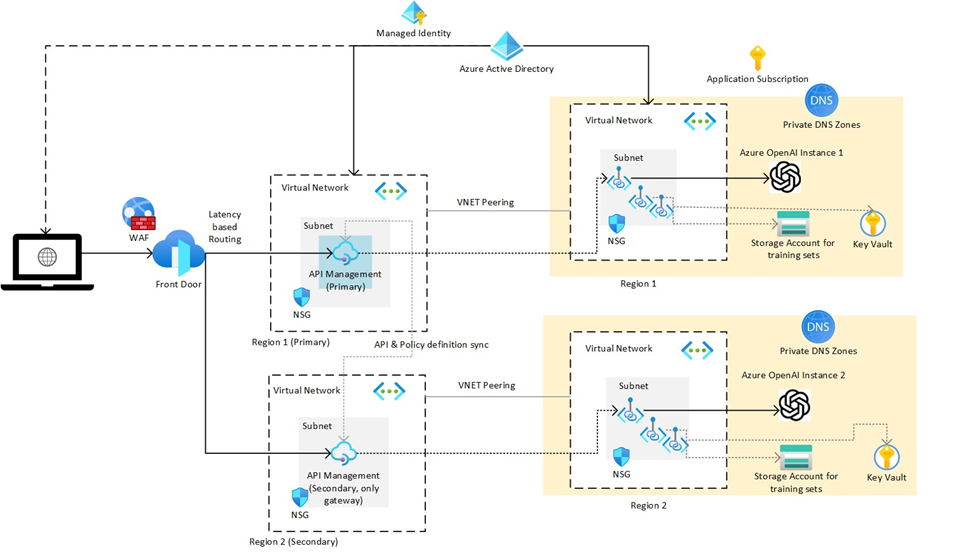 Managed Identity
Azure Active Directory
Application Subscription
DNS
Private DNS Zones
Virtual Network
Subnet
Azure OpenAI Instance 1
NSG
Storage Account for
training sets
Key Vault
Region 1
VNET Peering
WAF
Front Door
Latency
based
Routing
Virtual Network
Subnet
API Management
(Primary)
NSG
Region 1 (Primary)
API & Policy definition sync
Virtual Network
Subnet
API Management
(Secondary, only
gateway)
NSG
Region 2 (Secondary)
VNET Peering
DNS
Private DNS Zones
Virtual Network
Subnet
Azure OpenAI Instance 2
NSG
Storage Account for
training sets
Key Vault
Region 2